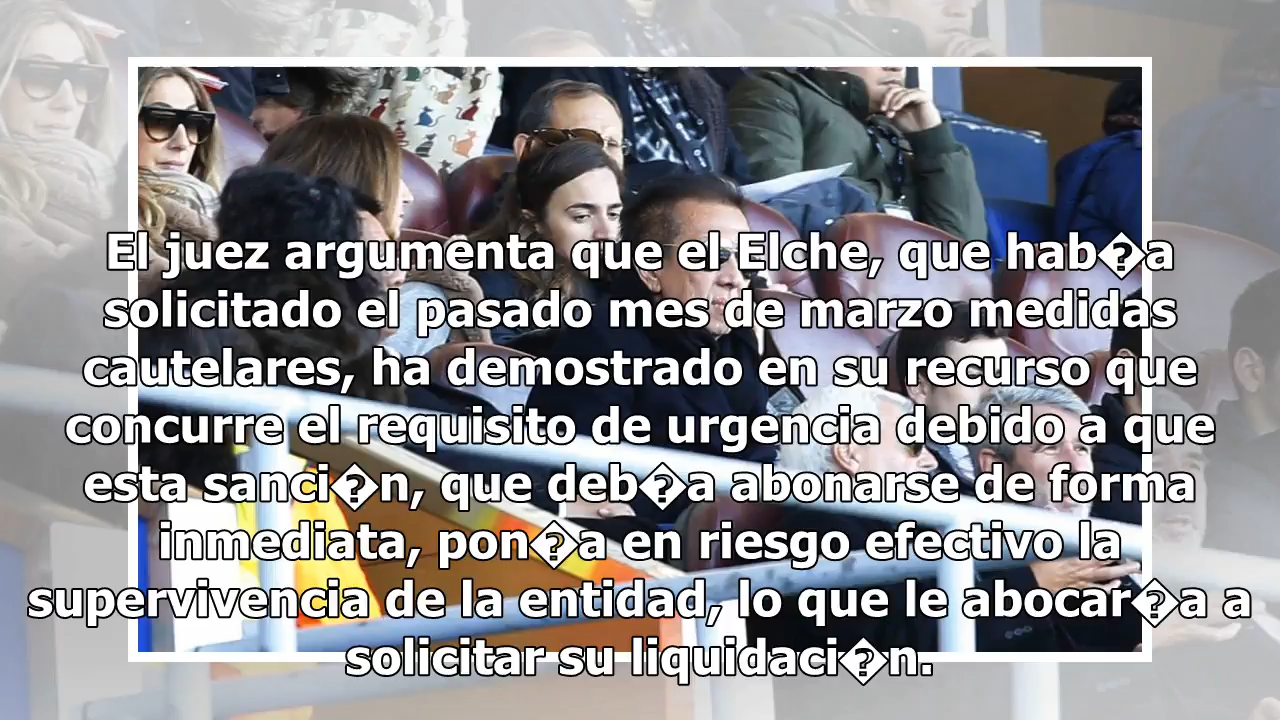 El juez argumenta que el Elche, que hab�a
solicitado el pasado mes de marzo medidas
cautelares, ha demostrado en su recurso que
concurre el requisito de urgencia debido a que
esta sanci�n, que deb�a abonarse de forma
inmediata, pon�a en riesgo efectivo la
supervivencia de la entidad, lo que le abocar�a a
solicitar su liquidaci�n.